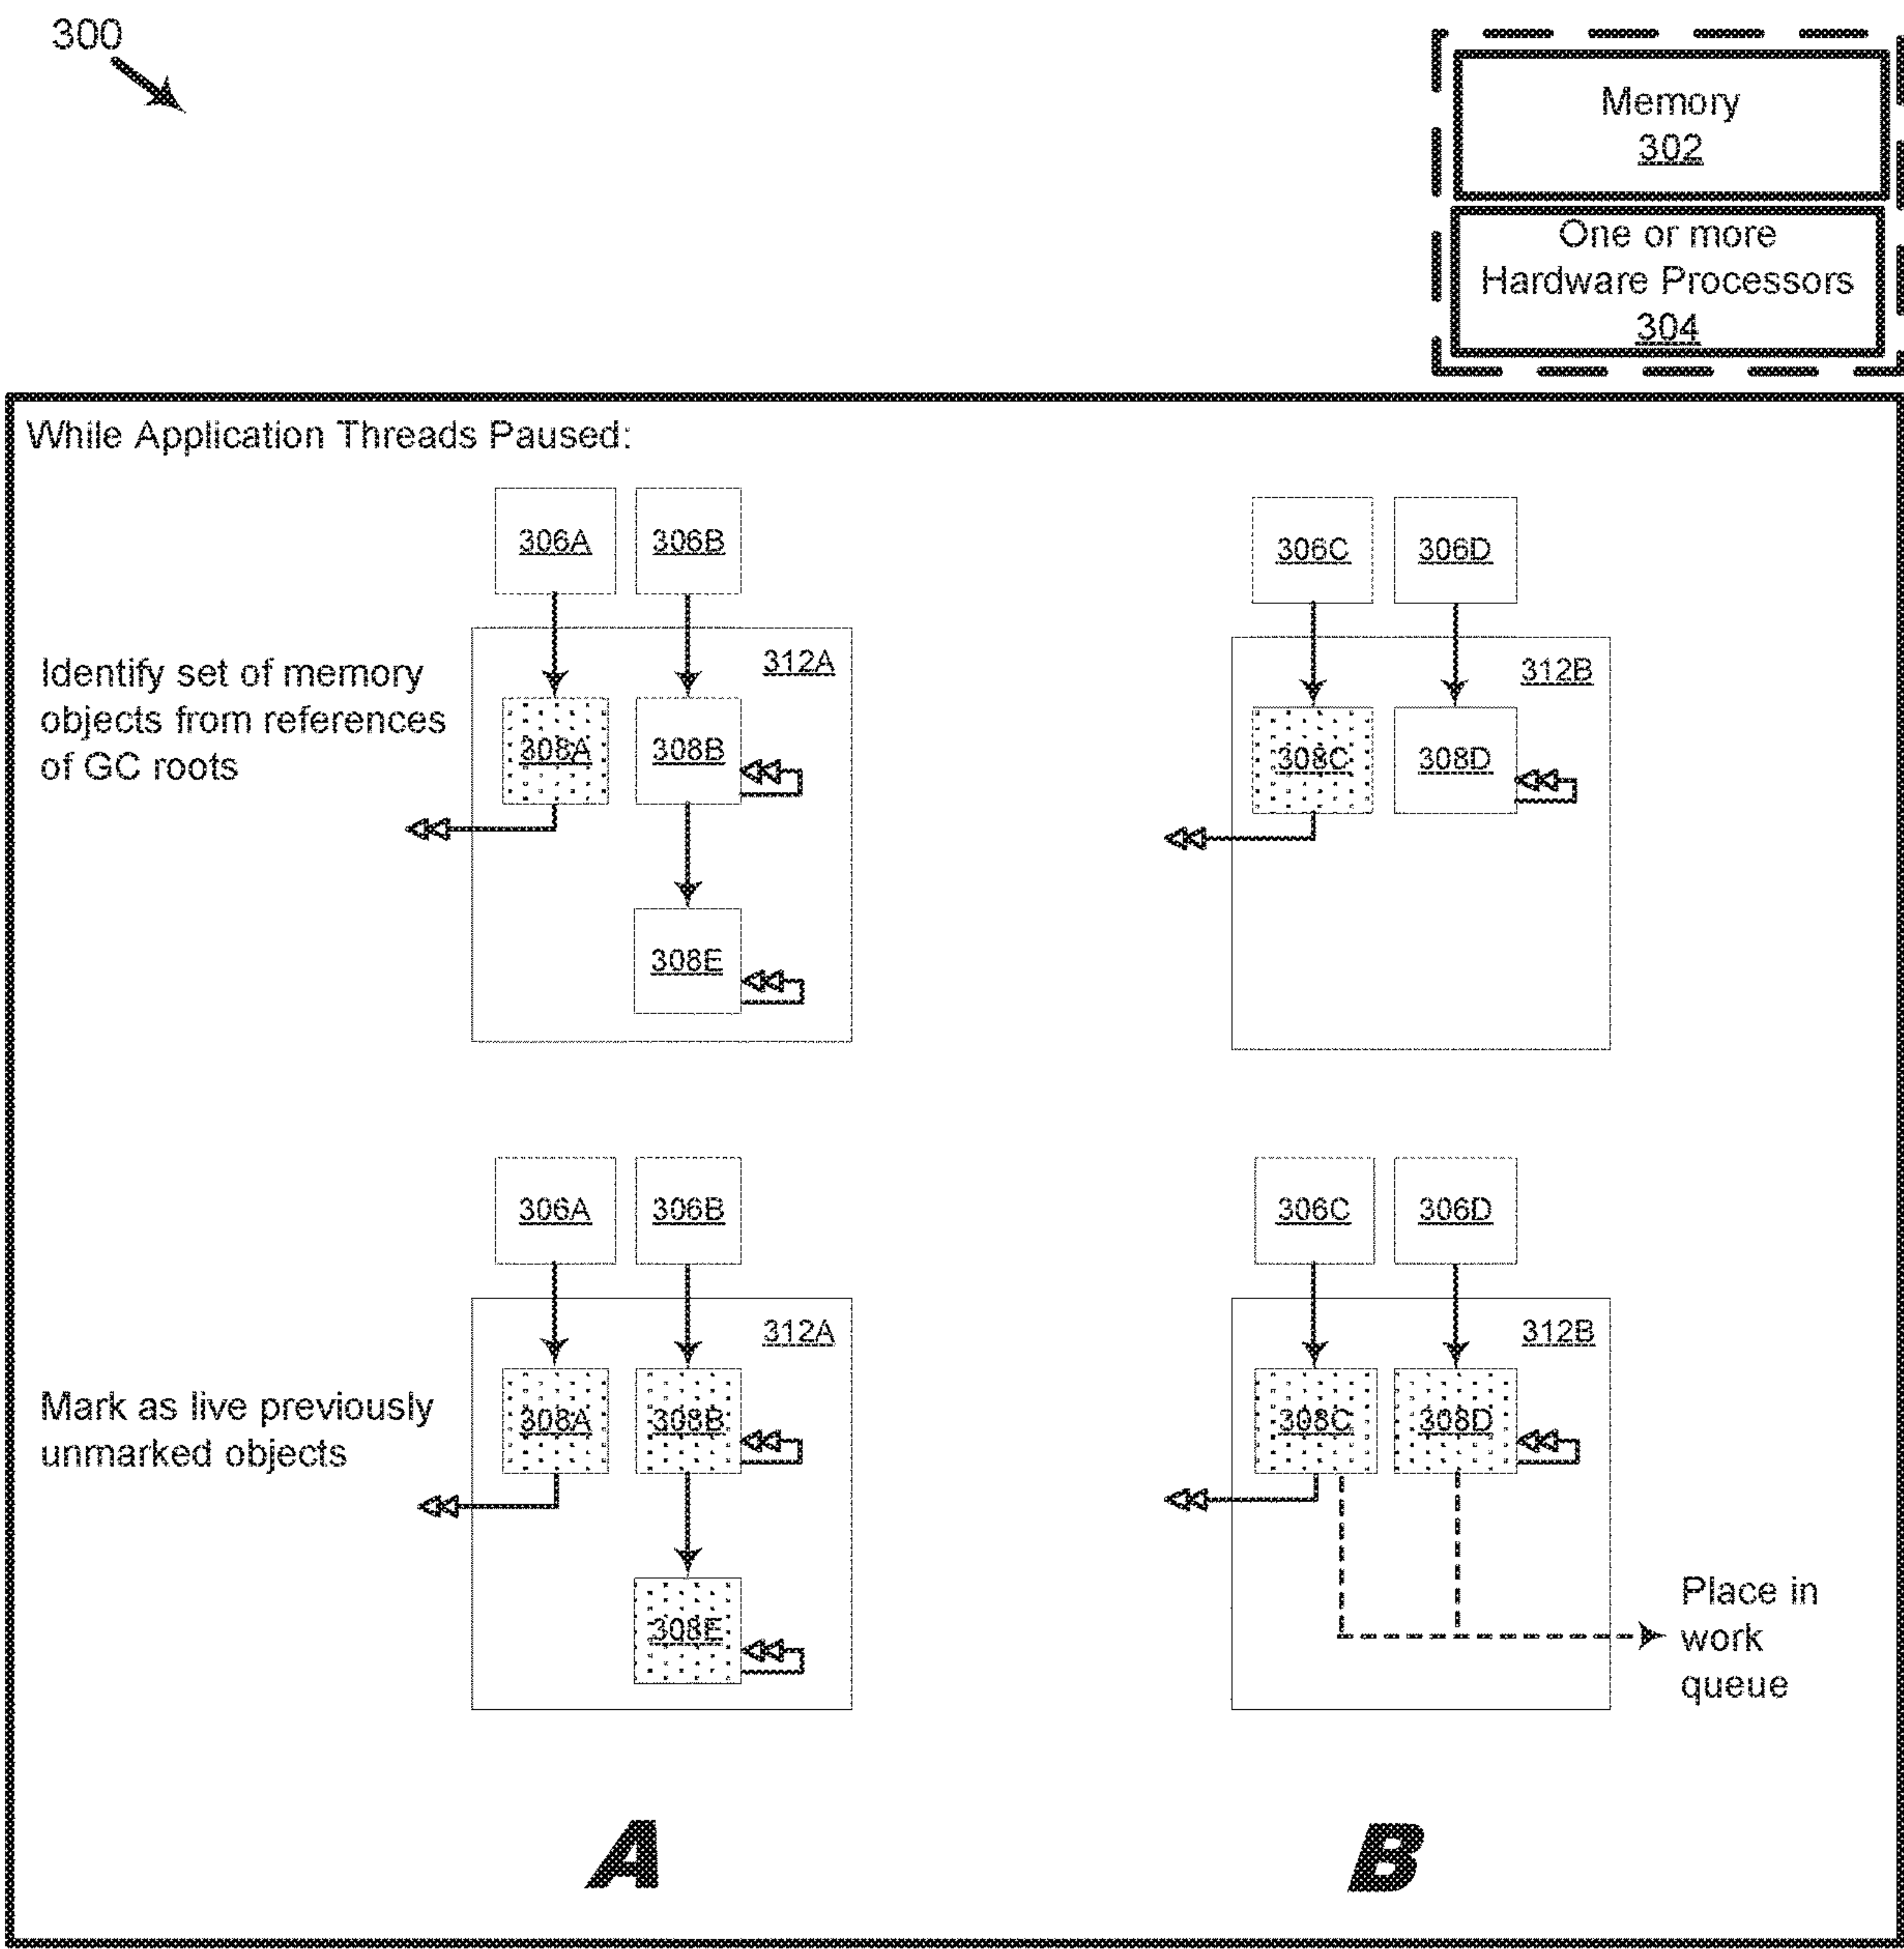 300
Memory
302
One or more
Hardware Processors
304
While Application Threads Paused:
306A
306B
306C
306D
Identify set of memory
objects from references
of GC roots
312A
308A
308B
308E
312B
308C
308D
306A
306B
306C
306D
Mark as live previously
unmarked objects
312A
308A
308B
308E
312B
308C
308D
Place in
work
queue
A
B